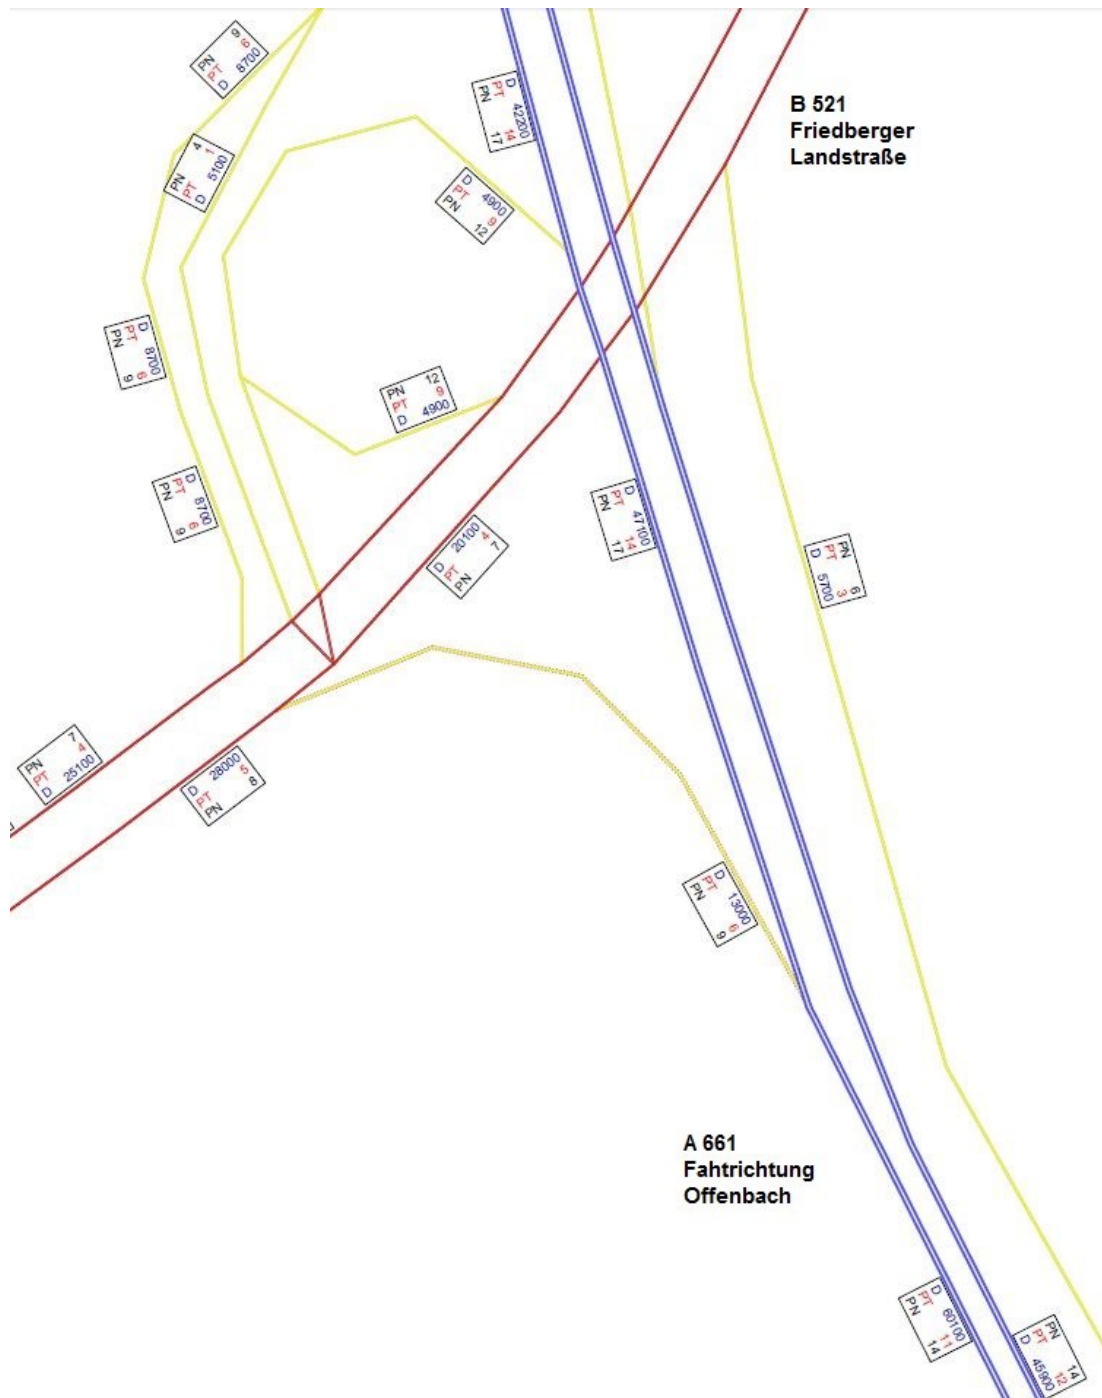 PN 9
PT 6
D 8700
PN 4
PT 1
D 5100
D 42200
PT 14
PN 17
B 521
Friedberger
Landstraße
D 4900
PT 9
PN 12
D 8700
PT 6
PN 9
PN 12
PT 9
D 4900
D 8700
PT 6
PN 9
D 47100
PT 14
PN 17
D 20100
PT 4
PN 7
PN 6
PT 3
D 5700
PN 7
PT 4
D 25100
D 28000
PT 5
PN 8
D 13000
PT 6
PN 9
A 661
Fahtrichtung
Offenbach
D 60100
PT 11
PN 14
PN 14
PT 12
D 45900